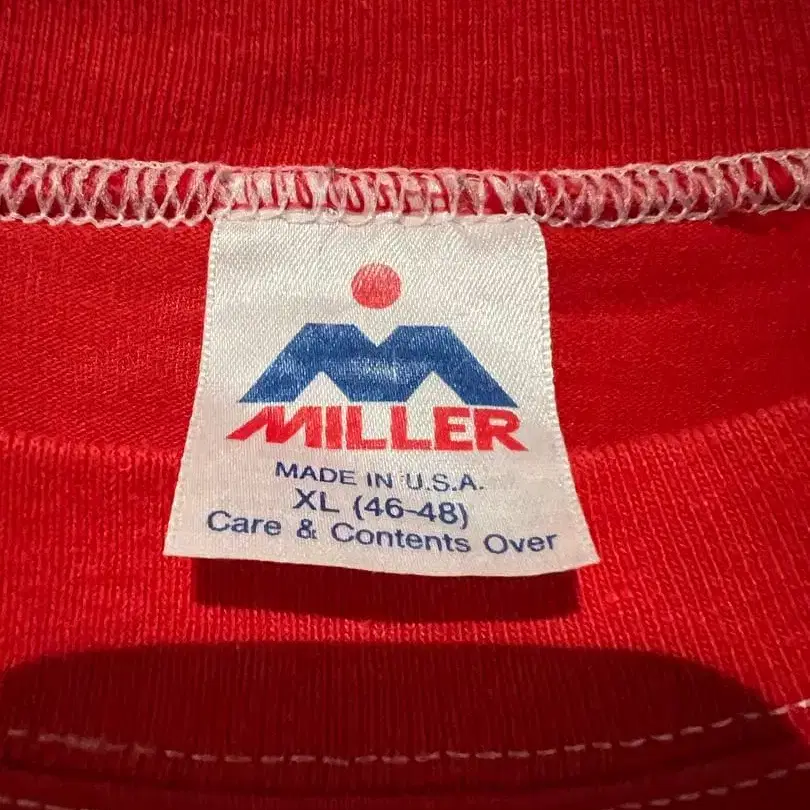 MILLER
MADE IN U.S.A.
XL (46-48)
Care & Contents Over